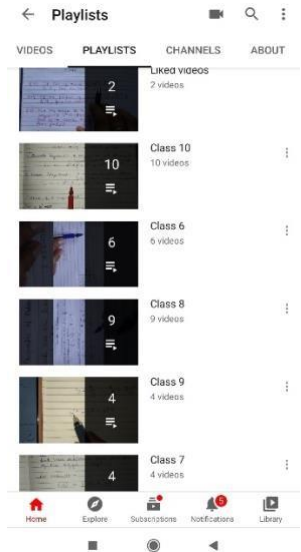 Playlists
VIDEOS PLAYLISTS CHANNELS ABOUT
Liked videos
2 videos
2
Class 10
10 videos
10
Class 6
6 videos
6
Class 8
9 videos
9
Class 9
4 videos
4
Class 7
4 videos
4
5
Home Explore Subscriptions Notifications Library